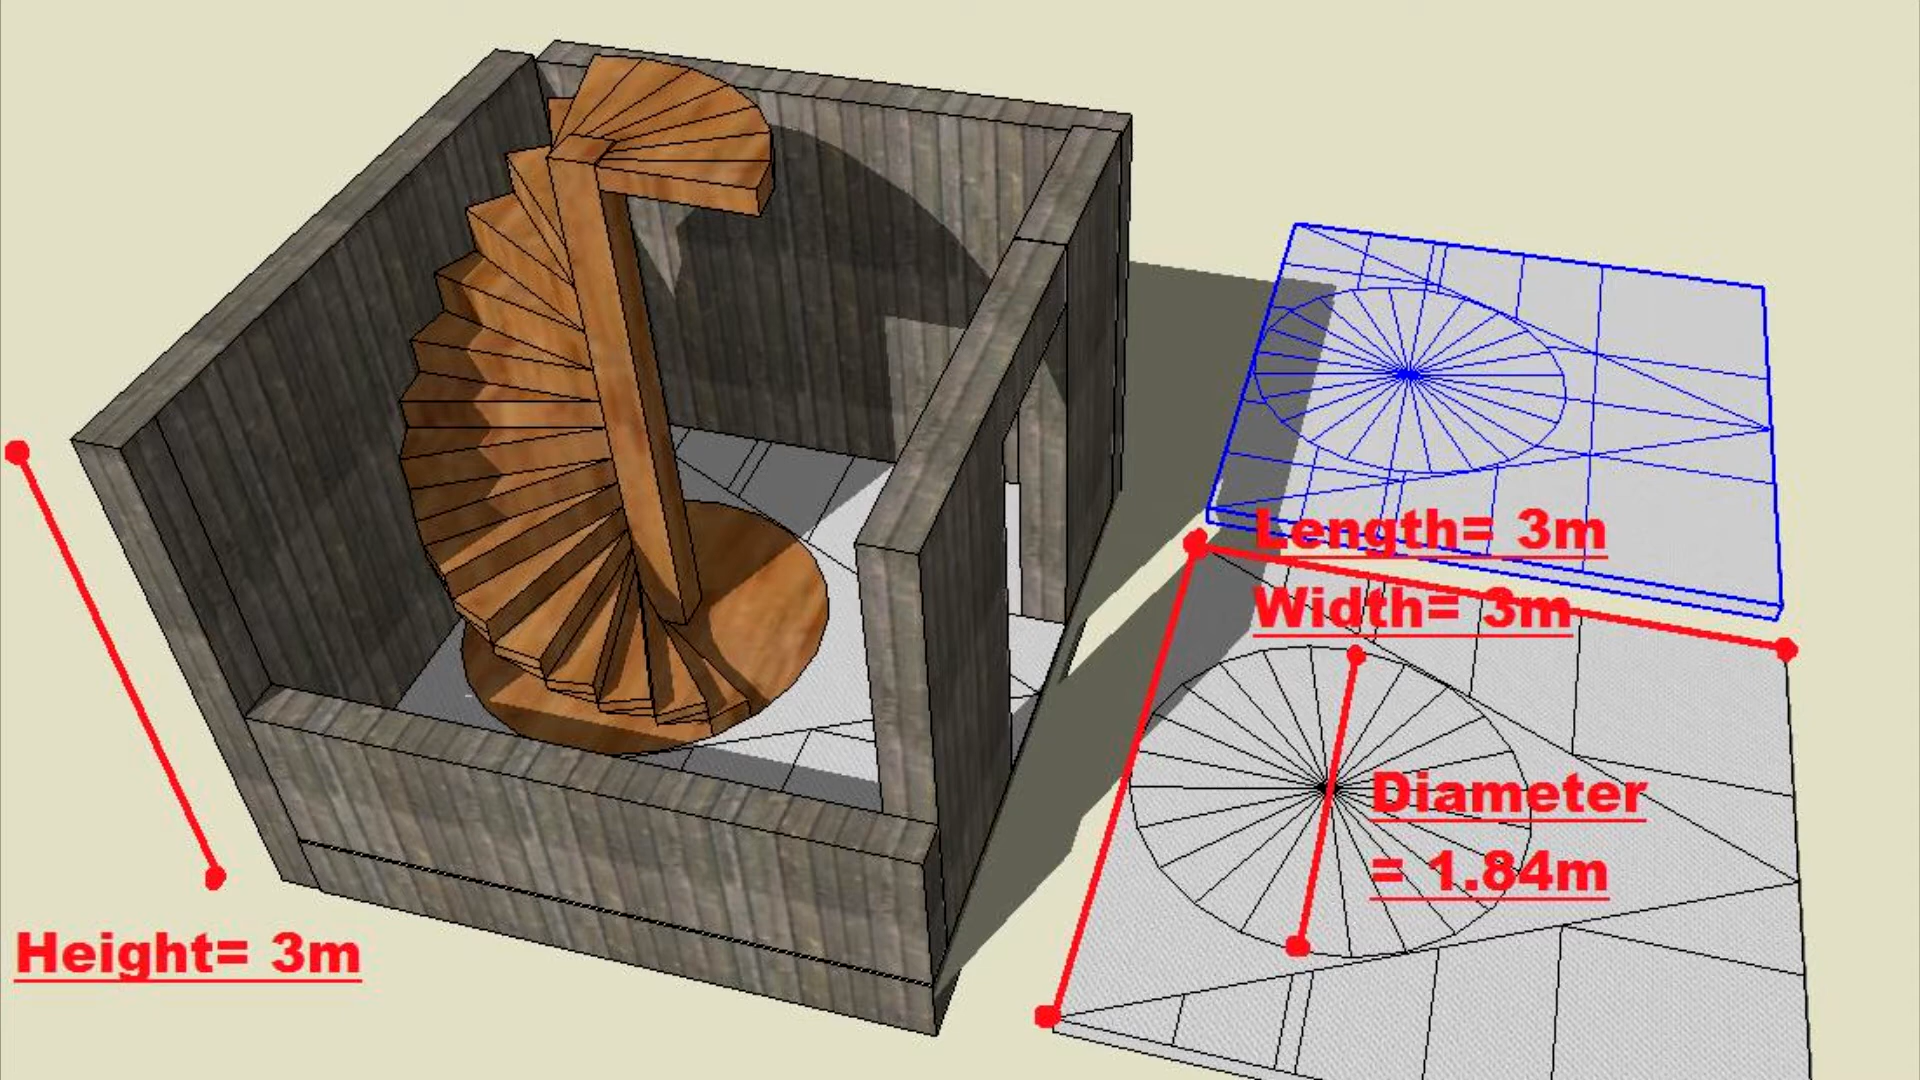 Length= 3m
Width= 3m
Diameter
= 1.84m
Height= 3m